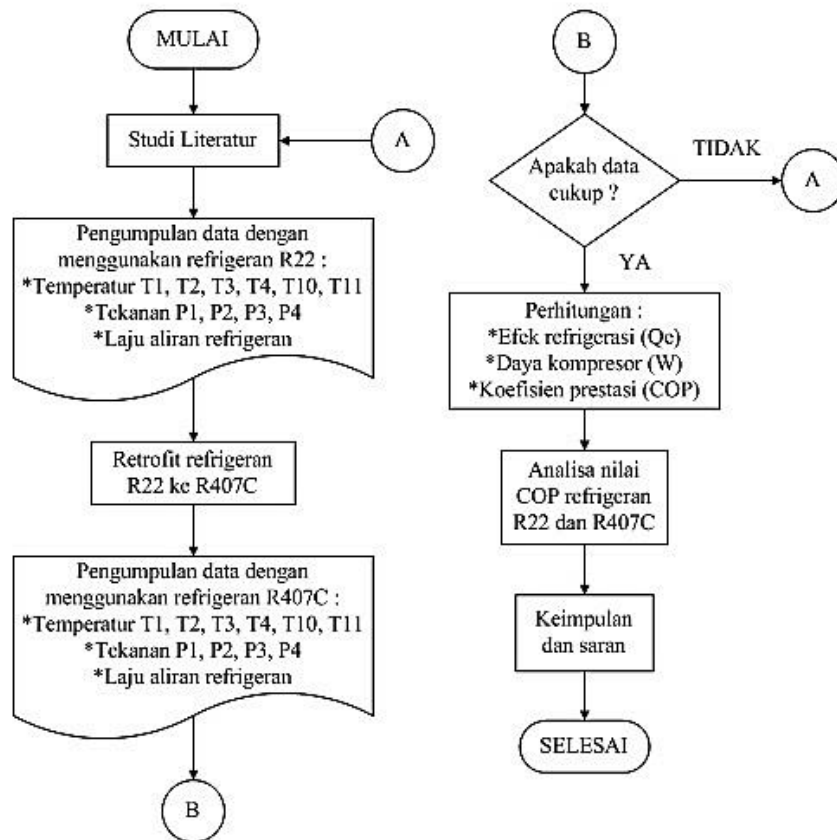 MULAI
Studi Literatur
A
Pengumpulan data dengan
menggunakan refrigeran R22 :
*Temperatur T1, T2, T3, T4, T10, T11
*Tekanan P1, P2, P3, P4
*Laju aliran refrigeran
Retrofit refrigeran
R22 ke R407C
Pengumpulan data dengan
menggunakan refrigeran R407C :
*Temperatur T1, T2, T3, T4, T10, T11
*Tekanan P1, P2, P3, P4
*Laju aliran refrigeran
B
B
Apakah data
cukup ?
TIDAK
A
YA
Perhitungan :
*Efek refrigerasi (Qe)
*Daya kompresor (W)
*Koefisien prestasi (COP)
Analisa nilai
COP refrigeran
R22 dan R407C
Keimpulan
dan saran
SELESAI